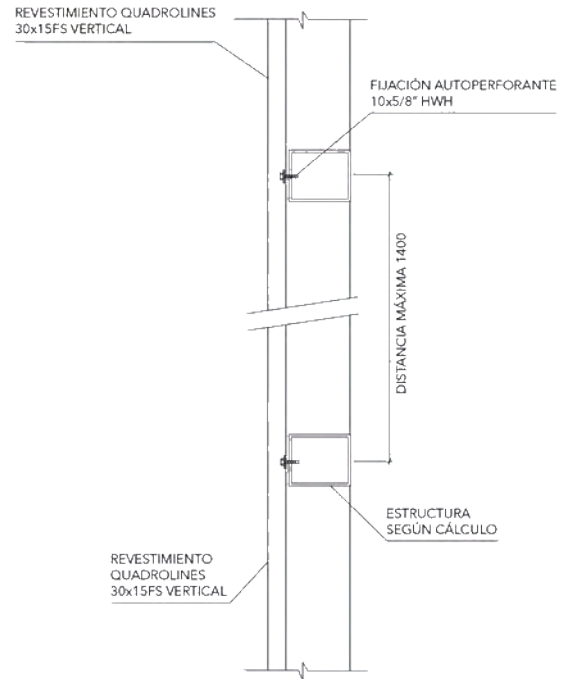 REVESTIMIENTO QUADROLINES
30x15FS VERTICAL
FIJACIÓN AUTOPERFORANTE
10x5/8" HWH
DISTANCIA MÁXIMA 1400
ESTRUCTURA
SEGÚN CÁLCULO
REVESTIMIENTO
QUADROLINES
30x15FS VERTICAL